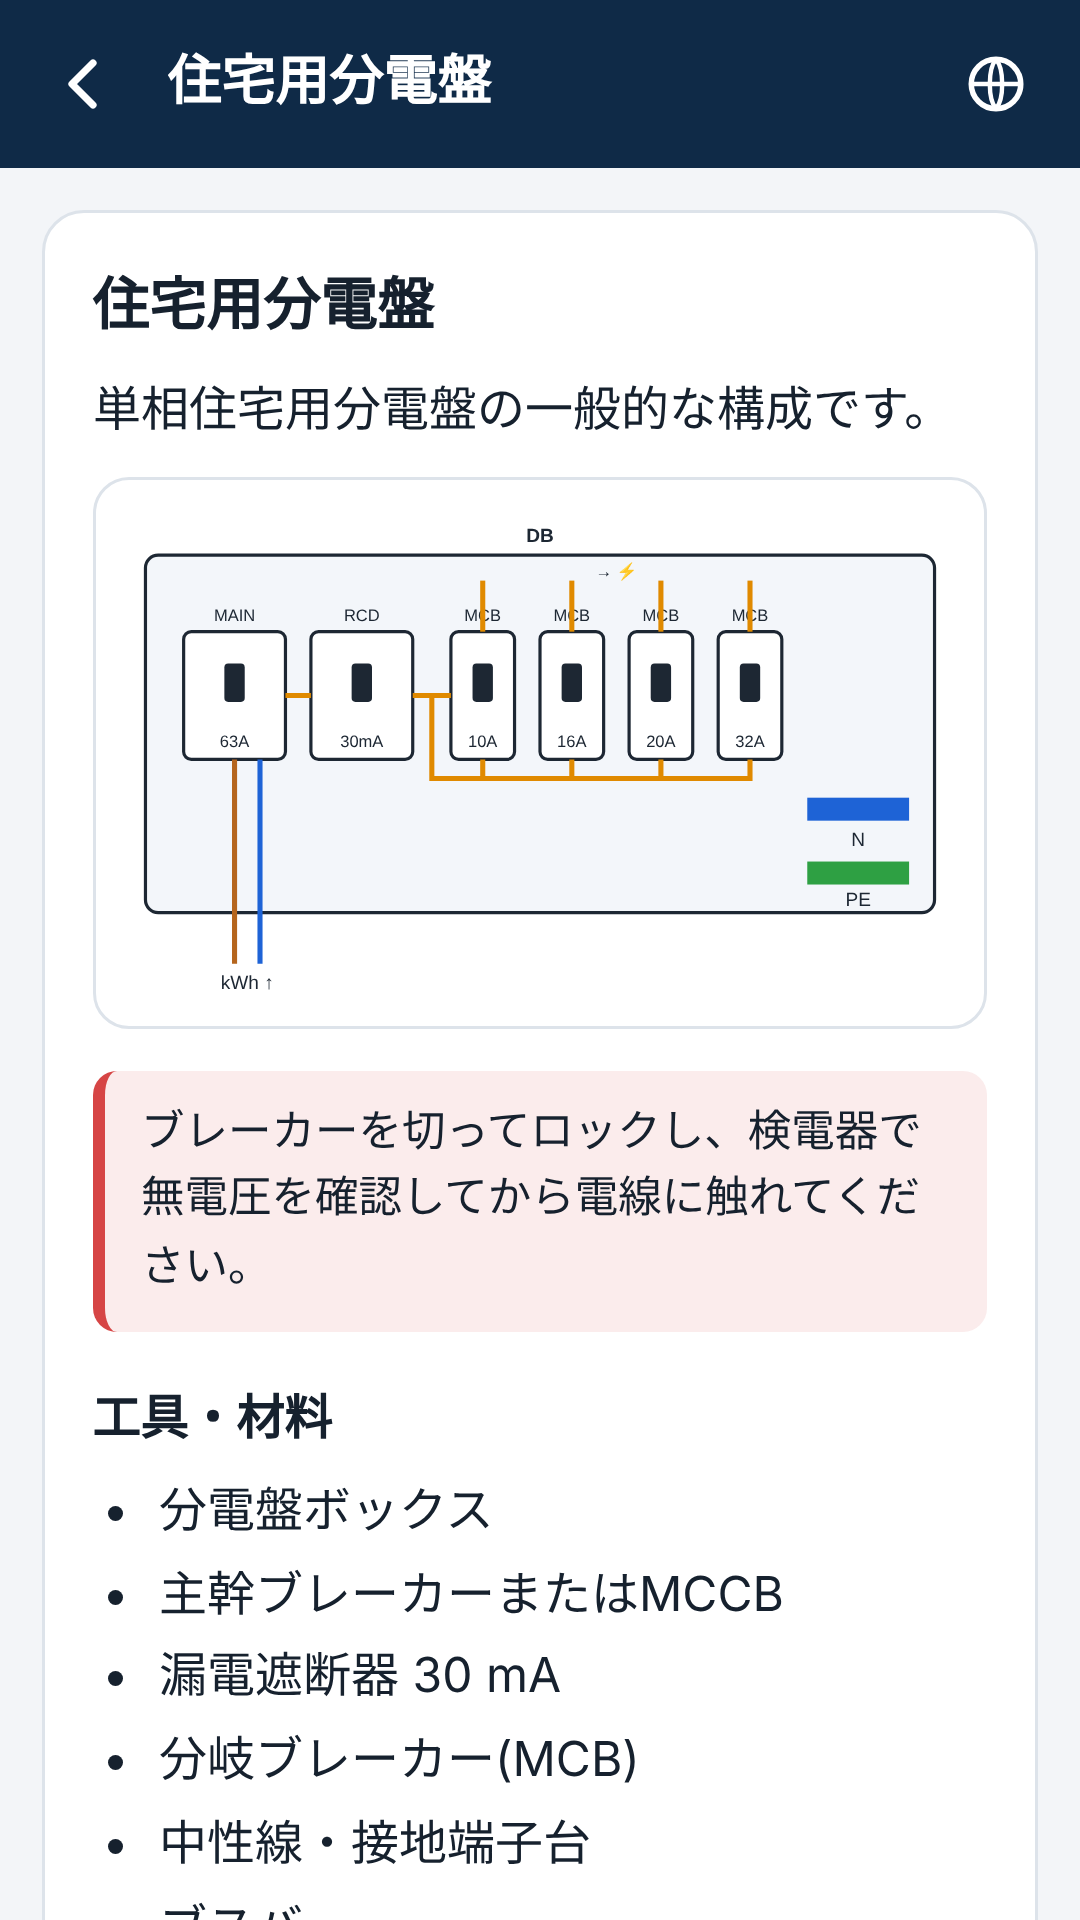 住宅用分電盤
住宅用分電盤
単相住宅用分電盤の一般的な構成です。
DB
→ ⚡
MAIN RCD MCB MCB MCB MCB
63A 30mA 10A 16A 20A 32A
N
PE
kWh ↑
ブレーカーを切ってロックし、検電器で
無電圧を確認してから電線に触れてくだ
さい。
工具・材料
• 分電盤ボックス
• 主幹ブレーカーまたはMCCB
• 漏電遮断器 30 mA
• 分岐ブレーカー(MCB)
• 中性線・接地端子台